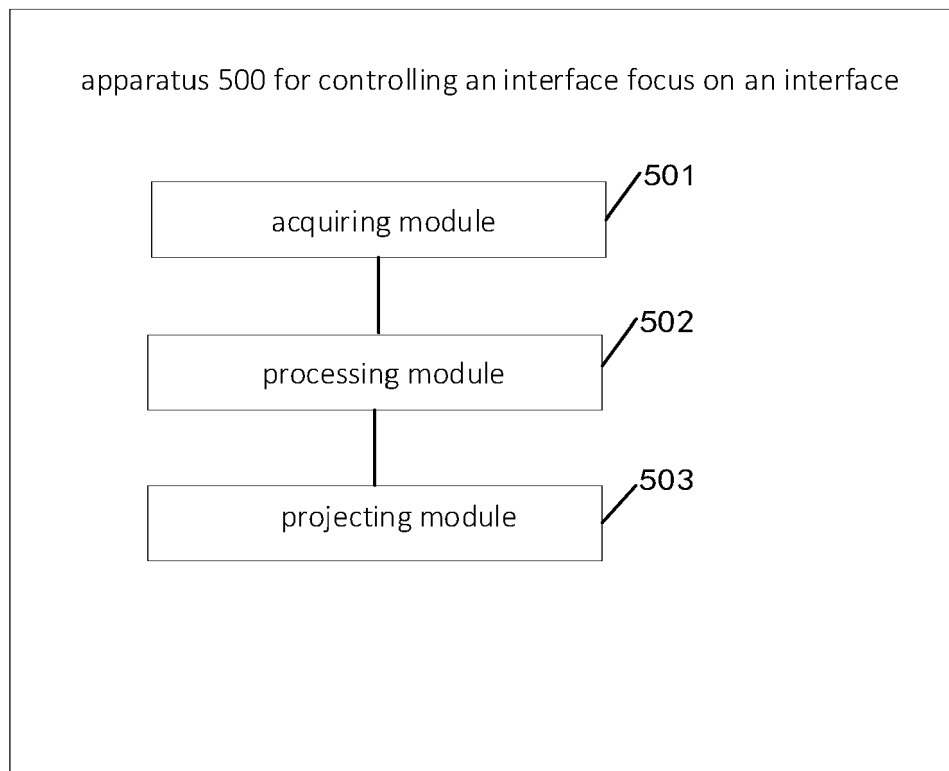 apparatus 500 for controlling an interface focus on an interface
501
acquiring module
502
processing module
503
projecting module